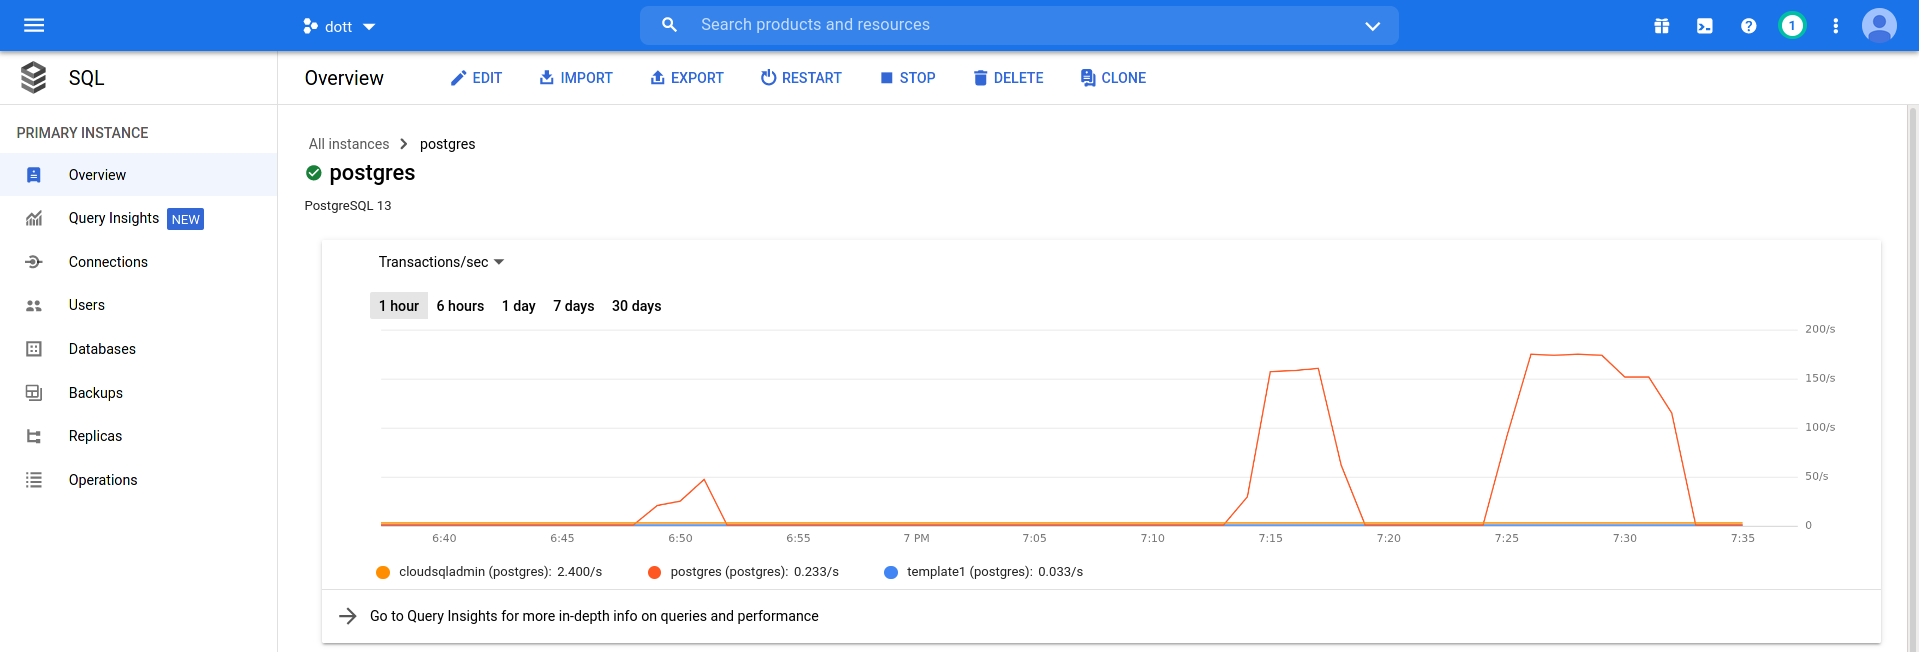 dott
Search products and resources
1
SQL
Overview
EDIT
IMPORT
EXPORT
RESTART
STOP
DELETE
CLONE
PRIMARY INSTANCE
Overview
Query Insights NEW
Connections
Users
Databases
Backups
Replicas
Operations
All instances > postgres
postgres
PostgreSQL 13
Transactions/sec
1 hour 6 hours 1 day 7 days 30 days
200/s
150/s
100/s
50/s
0
6:40 6:45 6:50 6:55 7 PM 7:05 7:10 7:15 7:20 7:25 7:30 7:35
cloudsqladmin (postgres): 2.400/s postgres (postgres): 0.233/s template1 (postgres): 0.033/s
Go to Query Insights for more in-depth info on queries and performance